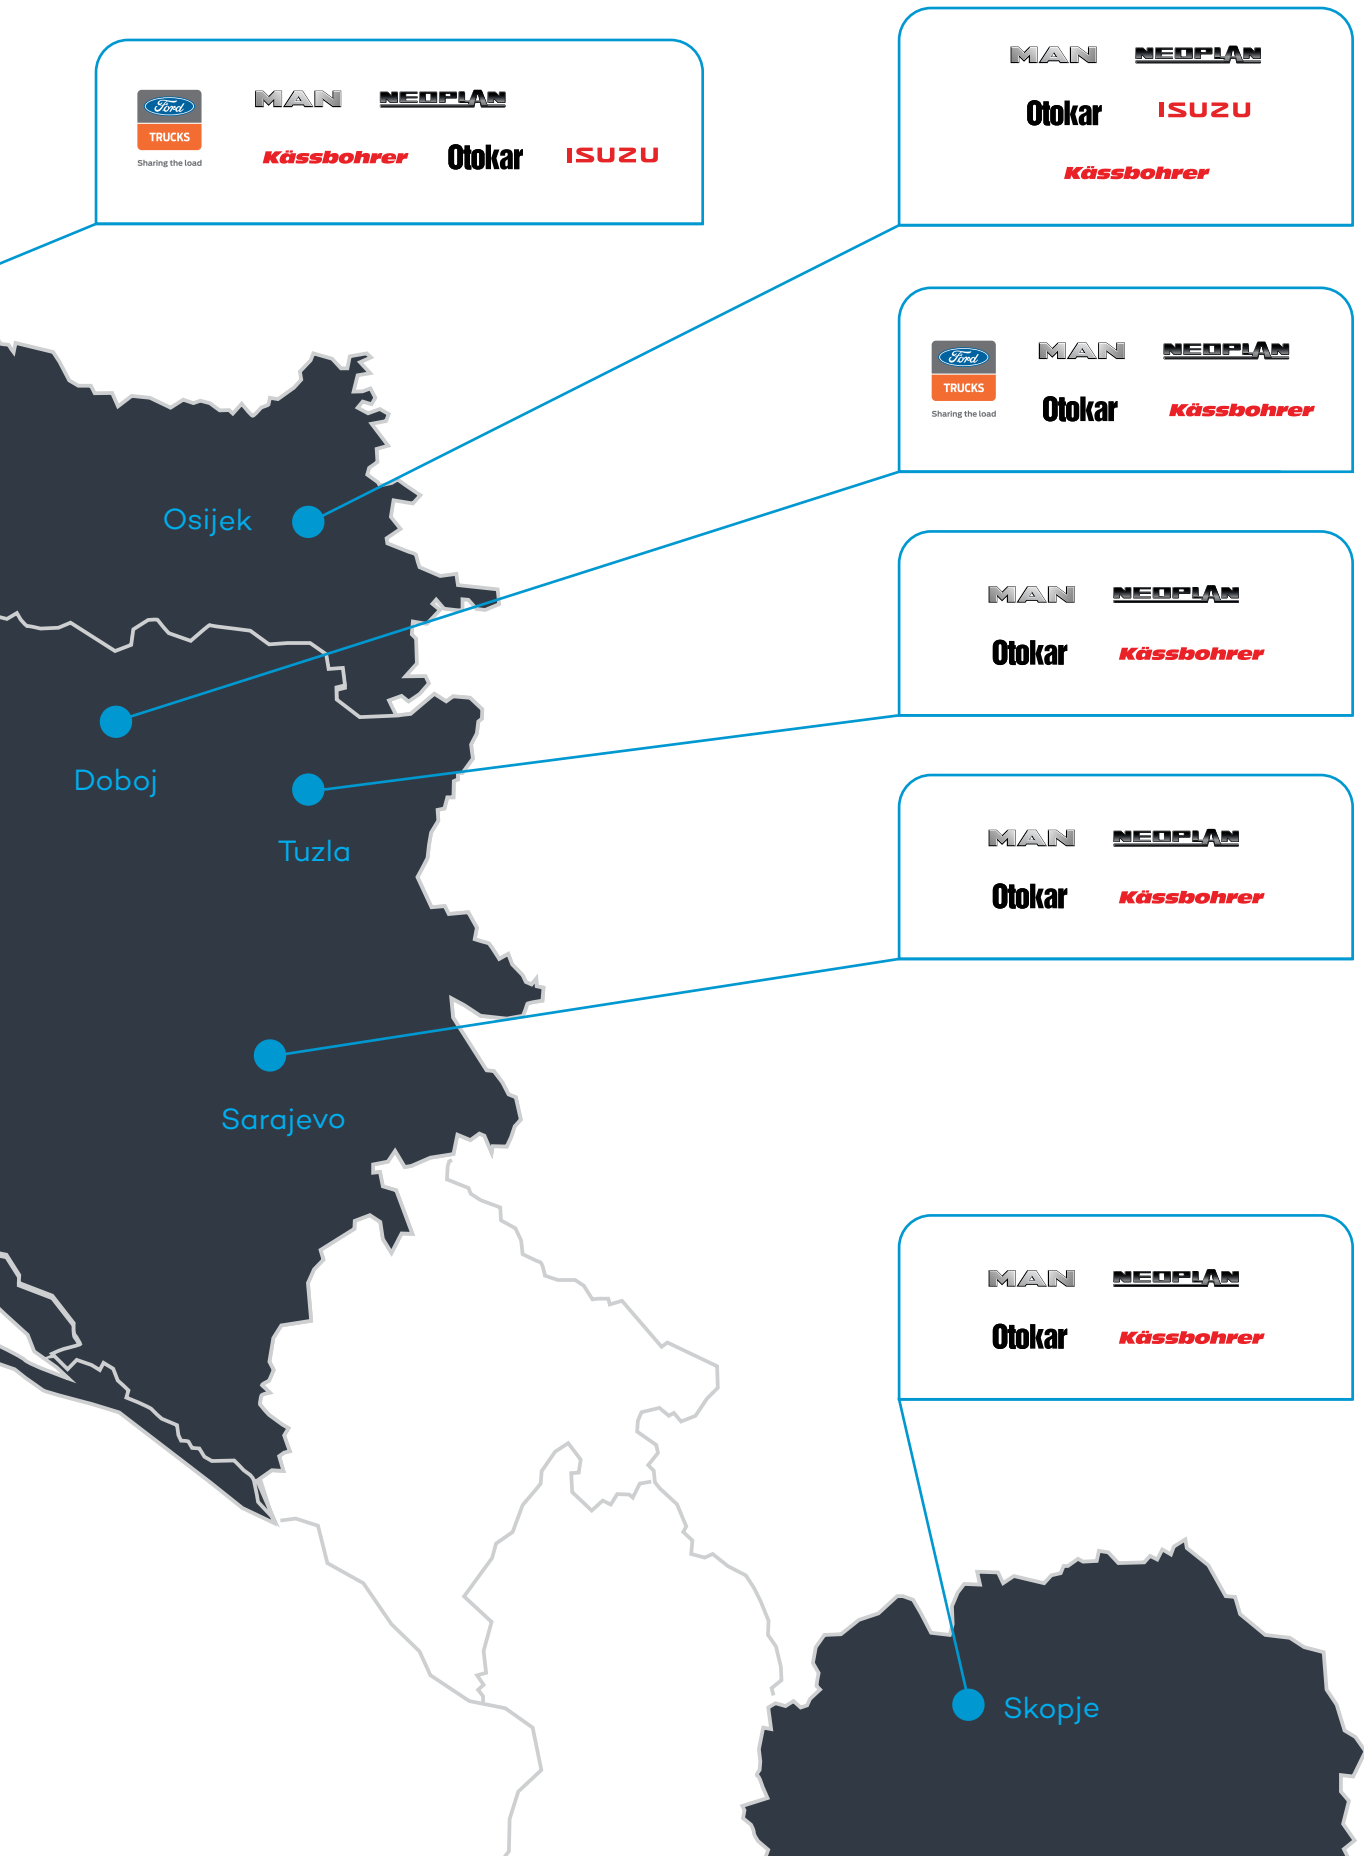 Ford
TRUCKS
Sharing the load
MAN NEOPLAN
Kässbohrer Otokar ISUZU
MAN NEOPLAN
Otokar ISUZU
Kässbohrer
Ford
TRUCKS
Sharing the load
MAN NEOPLAN
Otokar Kässbohrer
Osijek
MAN NEOPLAN
Otokar Kässbohrer
Doboj
Tuzla
MAN NEOPLAN
Otokar Kässbohrer
Sarajevo
MAN NEOPLAN
Otokar Kässbohrer
Skopje